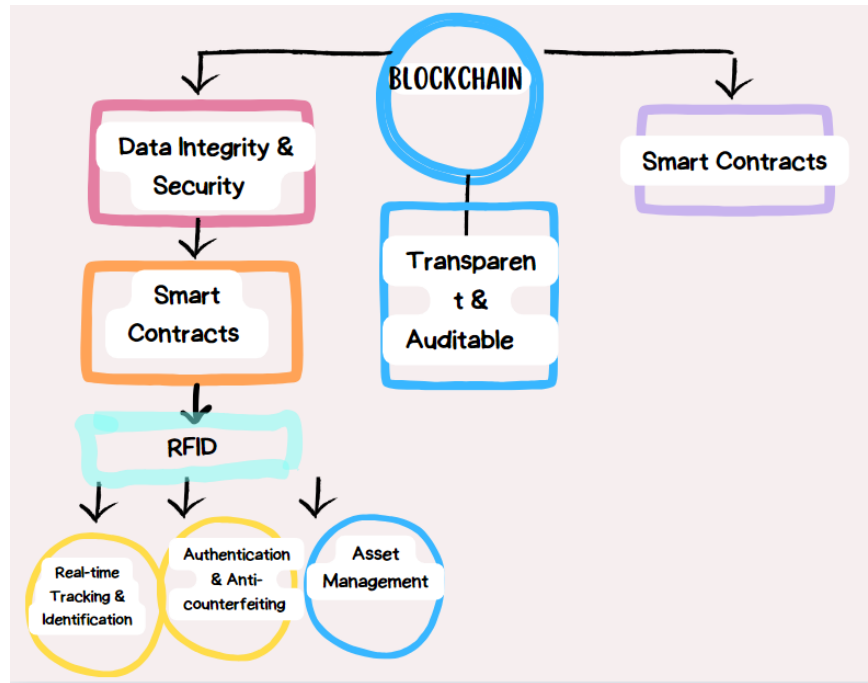 BLOCKCHAIN
Data Integrity &
Security
Smart Contracts
Transparen
t &
Auditable
Smart
Contracts
RFID
Real-time
Tracking &
Identification
Authentication
& Anti-
counterfeiting
Asset
Management